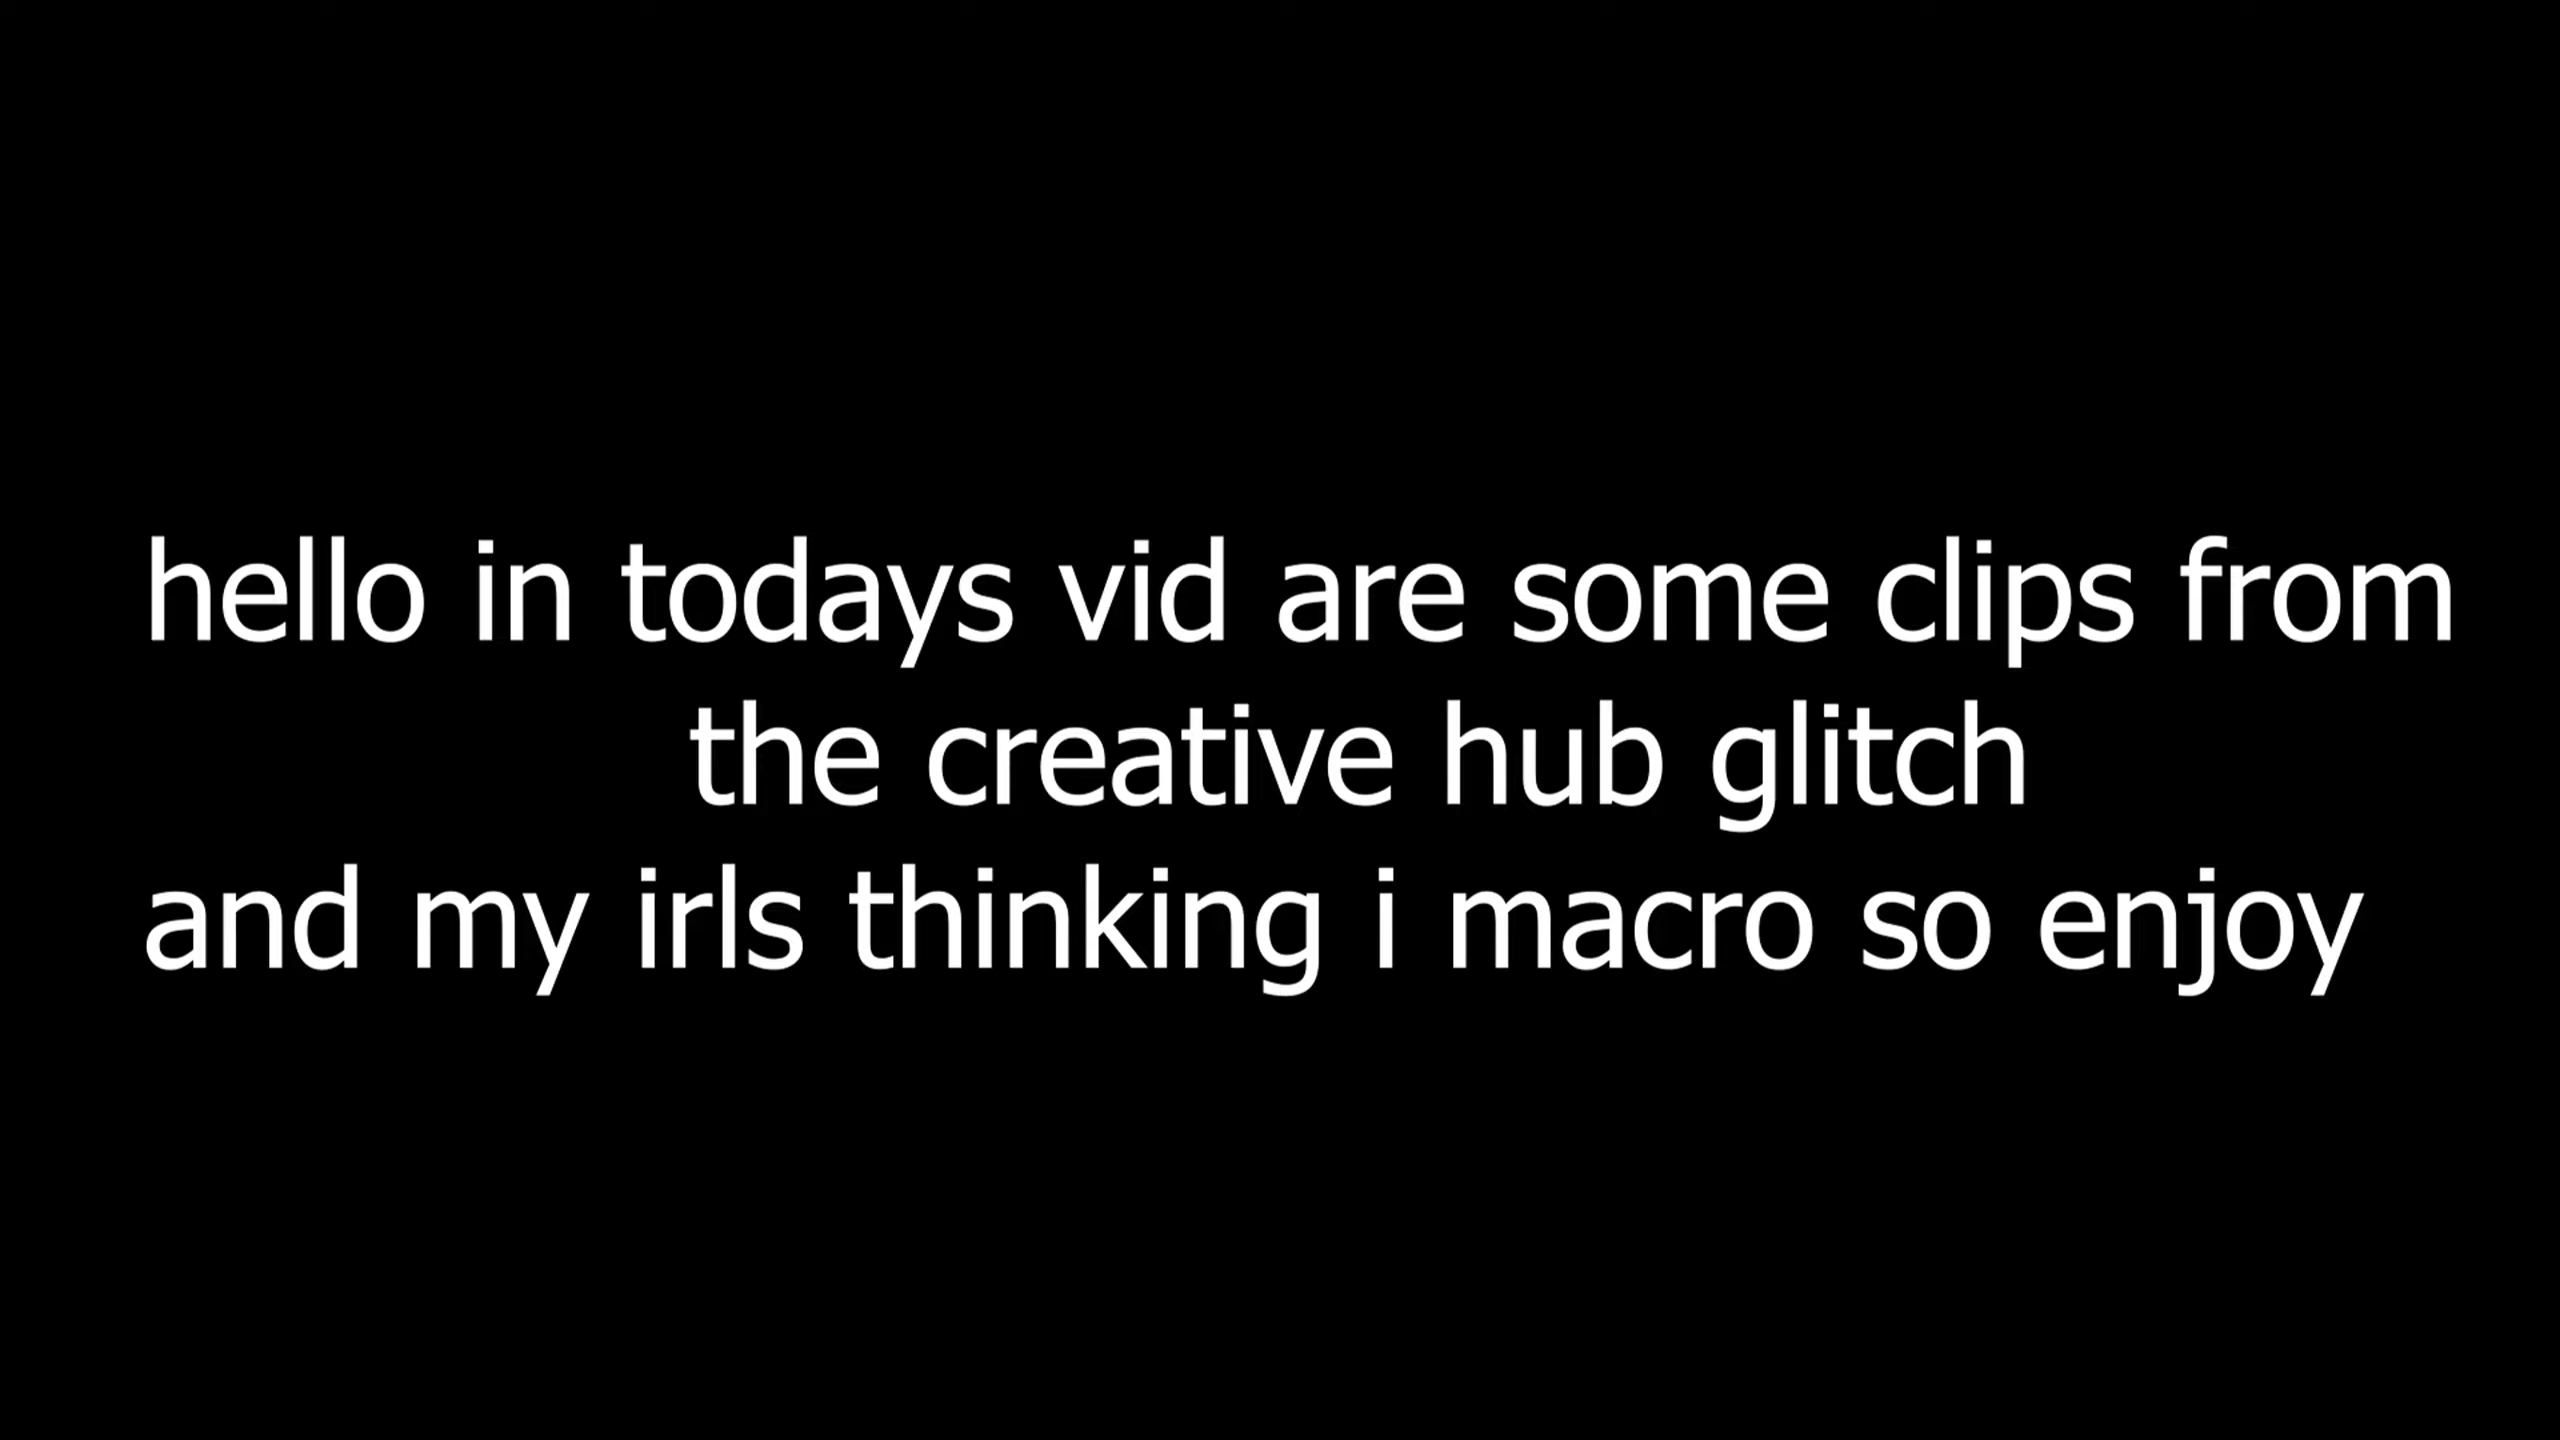 hello in todays vid are some clips from
the creative hub glitch
and my irls thinking i macro so enjoy